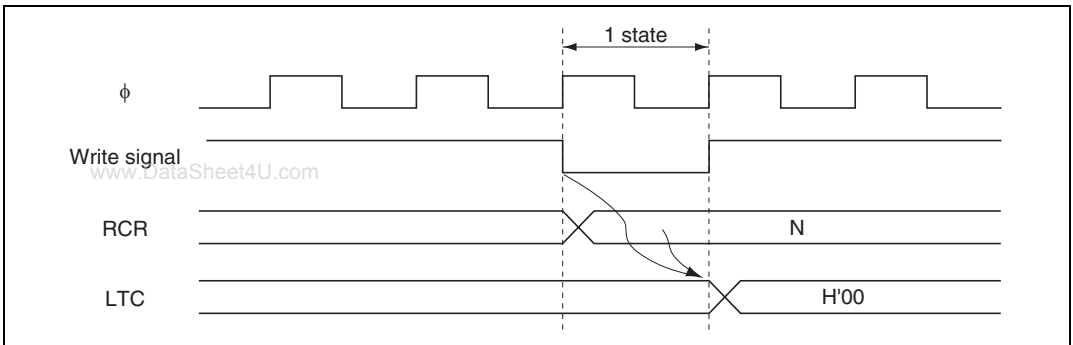 1 state
ϕ
Write signal
www.DataSheet4U.com
RCR
N
LTC
H'00